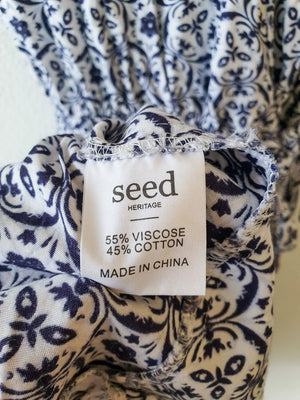 seed
HERITAGE
55% VISCOSE
45% COTTON
MADE IN CHINA